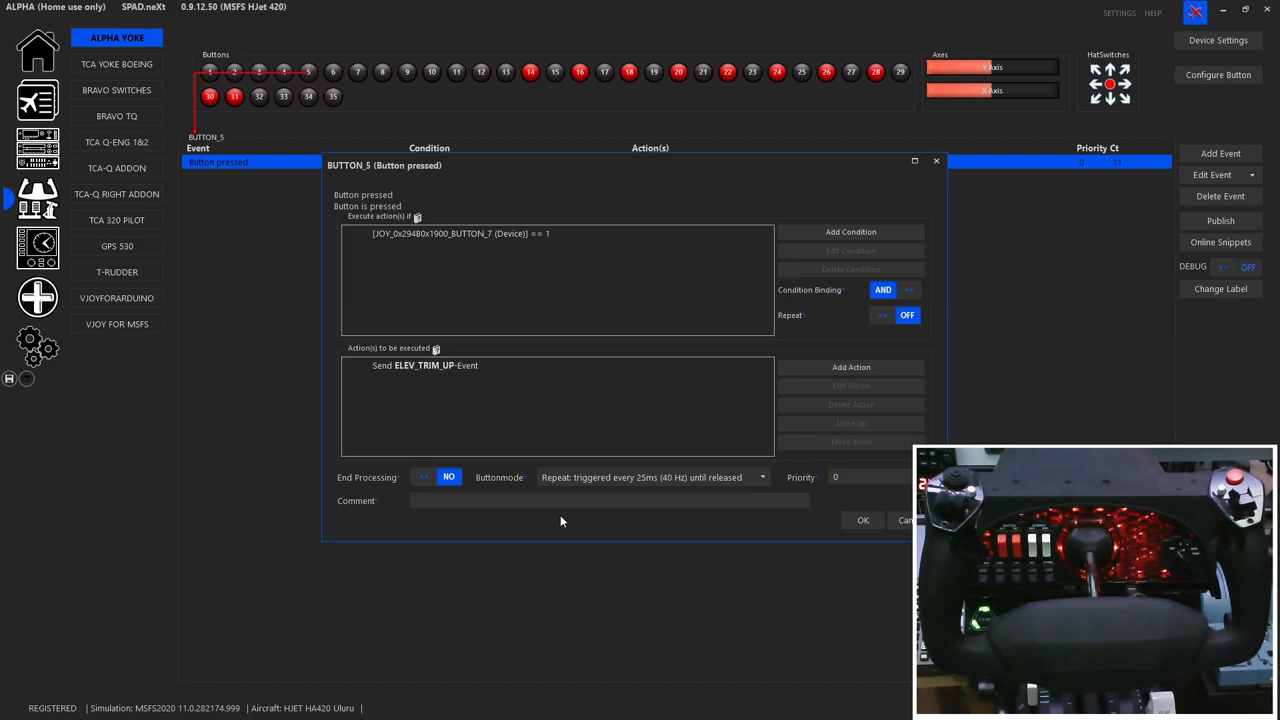 ALPHA (Home use only) SPAD.neXt 0.9.12.50 (MSFS HJet 420)
SETTINGS | HELP
ALPHA YOKE
TCA YOKE BOEING
BRAVO SWITCHES
BRAVO TQ
TCA Q-ENG 1&2
TCA-Q ADDON
TCA-Q RIGHT ADDON
TCA 320 PILOT
GPS 530
T-RUDDER
VJOYFORARDUINO
VJOY FOR MSFS
Buttons
1 2 3 4 5 6 7 8 9 10 11 12 13 14 15 16 17 18 19 20 21 22 23 24 25 26 27 28 29
30 31 32 33 34 35
Axes
Y Axis
X Axis
HatSwitches
Device Settings
Configure Button
BUTTON_5
Event Condition Action(s) Priority Ct
Button pressed 0 11
Add Event
Edit Event
Delete Event
Publish
Online Snippets
DEBUG OFF
Change Label
BUTTON_5 (Button pressed)
Button pressed
Button is pressed
Execute action(s) if
[JOY_0x294B0x1900_BUTTON_7 (Device)] == 1
Add Condition
Edit Condition
Delete Condition
Condition Binding AND
Repeat OFF
Action(s) to be executed
Send ELEV_TRIM_UP-Event
Add Action
Edit Action
Delete Action
Move up
Move down
End Processing NO Buttonmode Repeat: triggered every 25ms (40 Hz) until released Priority 0
Comment
OK Can
REGISTERED | Simulation: MSFS2020 11.0.282174.999 | Aircraft: HJET HA420 Uluru |